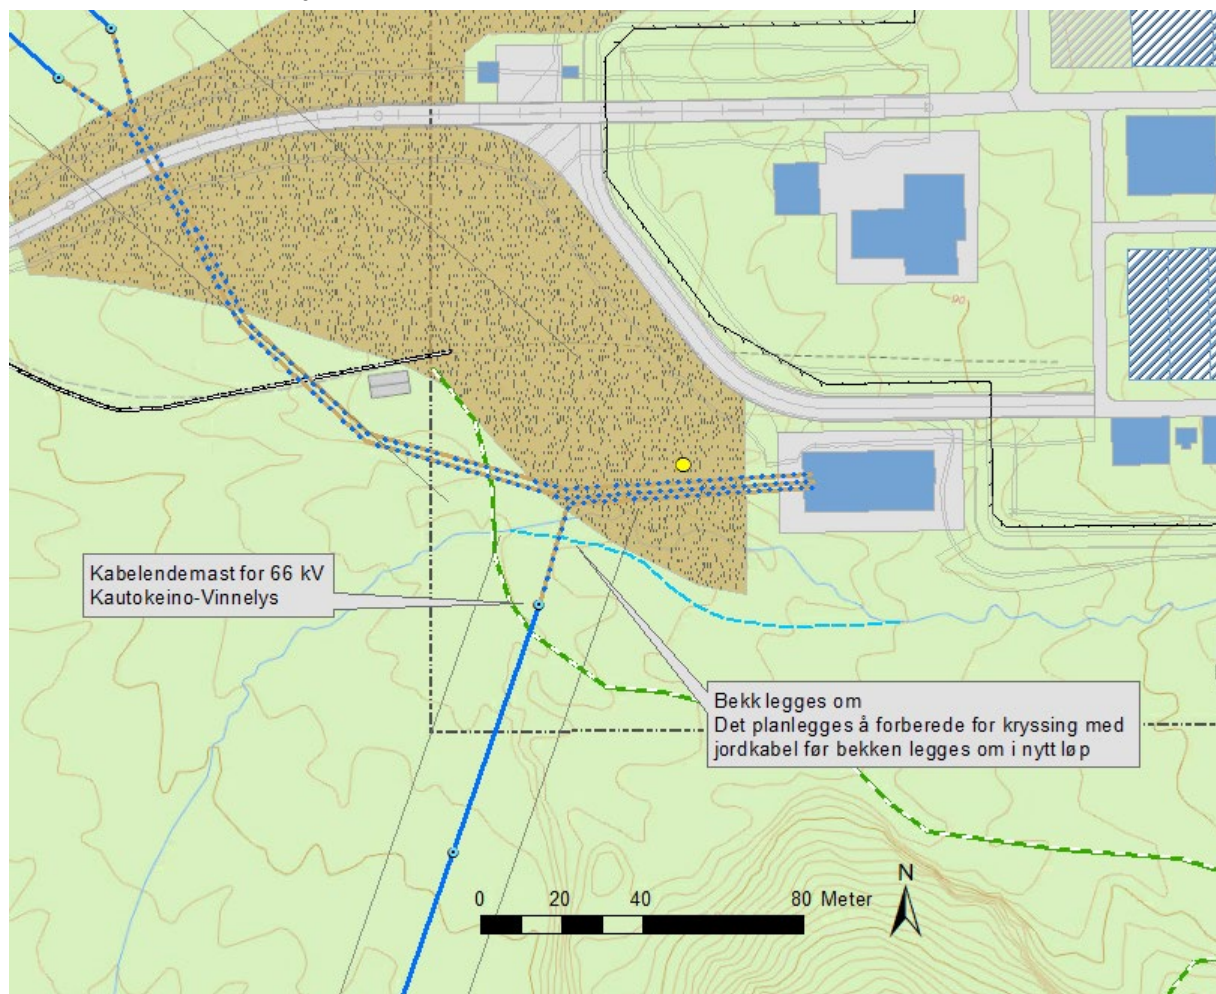 90
Kabelendemast for 66 kV
Kautokeino-Vinnelys
Bekk legges om
Det planlegges å forberede for kryssing med
jordkabel før bekken legges om i nytt løp
N
0 20 40 80 Meter